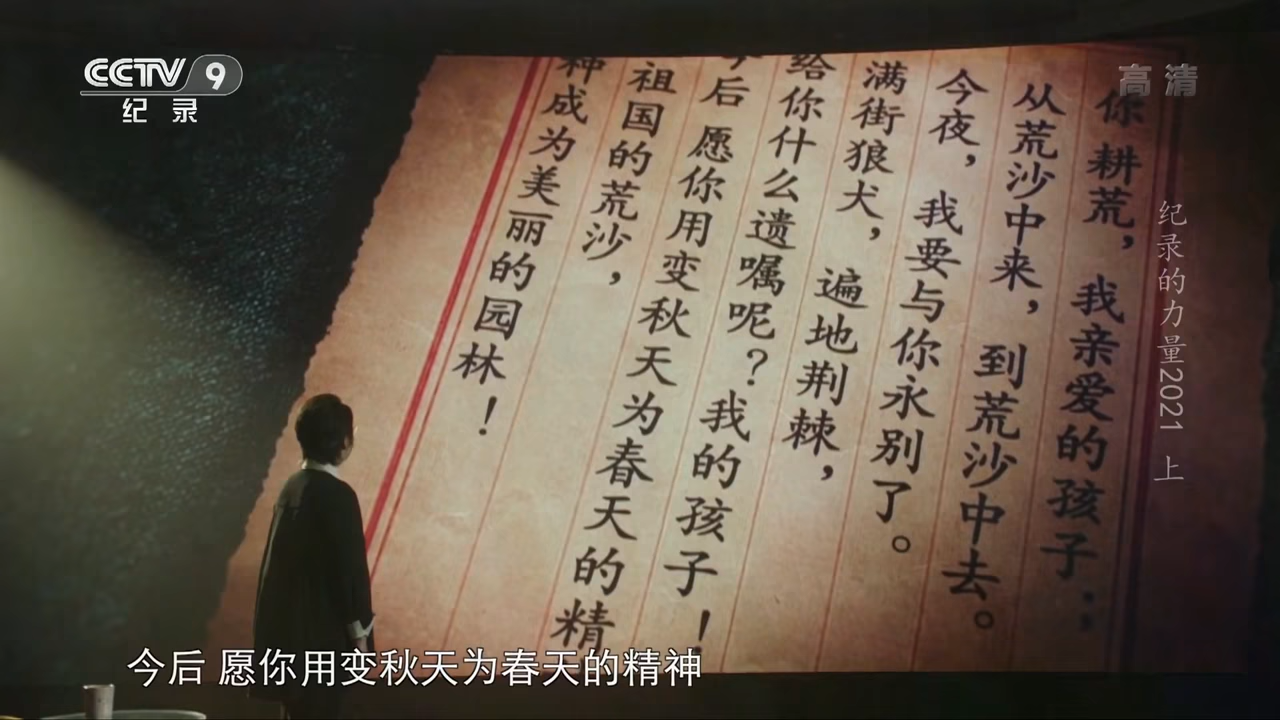 CCTV 9
纪录
高清
你 耕荒，我亲爱的孩子；
从荒沙中来，到荒沙中去。
今夜，我要与你永别了。
满街狼犬，遍地荆棘，
给你什么遗嘱呢？我的孩子！
今后 愿你用变秋天为春天的精
祖国的荒沙，
种成为美丽的园林！
纪录的力量2021 上
今后 愿你用变秋天为春天的精神